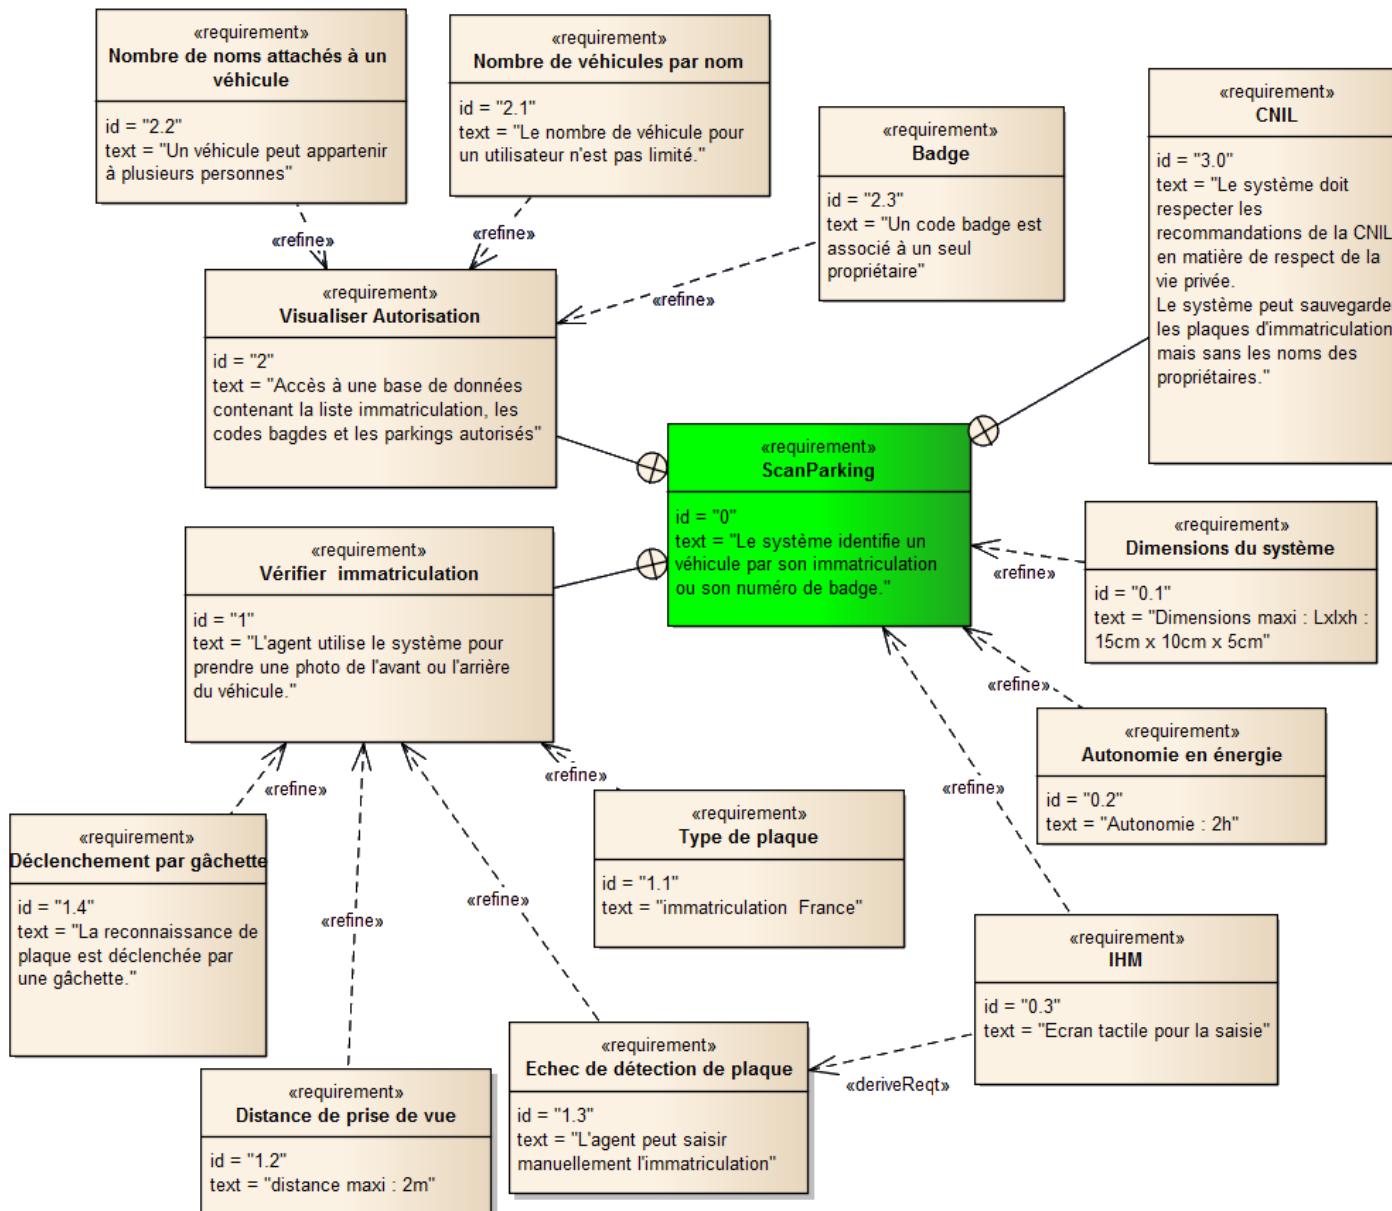 «requirement»
Nombre de noms attachés à un
véhicule
id = "2.2"
text = "Un véhicule peut appartenir
à plusieurs personnes"
«requirement»
Nombre de véhicules par nom
id = "2.1"
text = "Le nombre de véhicule pour
un utilisateur n'est pas limité."
«requirement»
Badge
id = "2.3"
text = "Un code badge est
associé à un seul
propriétaire"
«requirement»
CNIL
id = "3.0"
text = "Le système doit
respecter les
recommandations de la CNIL
en matière de respect de la
vie privée.
Le système peut sauvegarde
les plaques d'immatriculation
mais sans les noms des
propriétaires."
«refine»
«refine»
«refine»
«requirement»
Visualiser Autorisation
id = "2"
text = "Accès à une base de données
contenant la liste immatriculation, les
codes bagdes et les parkings autorisés"
«requirement»
ScanParking
id = "0"
text = "Le système identifie un
véhicule par son immatriculation
ou son numéro de badge."
«requirement»
Vérifier immatriculation
id = "1"
text = "L'agent utilise le système pour
prendre une photo de l'avant ou l'arrière
du véhicule."
«requirement»
Dimensions du système
id = "0.1"
text = "Dimensions maxi : Lxlxh :
15cm x 10cm x 5cm"
«refine»
«refine»
«requirement»
Autonomie en énergie
id = "0.2"
text = "Autonomie : 2h"
«refine»
«refine»
«refine»
«refine»
«refine»
«requirement»
Déclenchement par gâchette
id = "1.4"
text = "La reconnaissance de
plaque est déclenchée par
une gâchette."
«requirement»
Type de plaque
id = "1.1"
text = "immatriculation France"
«requirement»
IHM
id = "0.3"
text = "Ecran tactile pour la saisie"
«deriveReqt»
«requirement»
Echec de détection de plaque
id = "1.3"
text = "L'agent peut saisir
manuellement l'immatriculation"
«requirement»
Distance de prise de vue
id = "1.2"
text = "distance maxi : 2m"